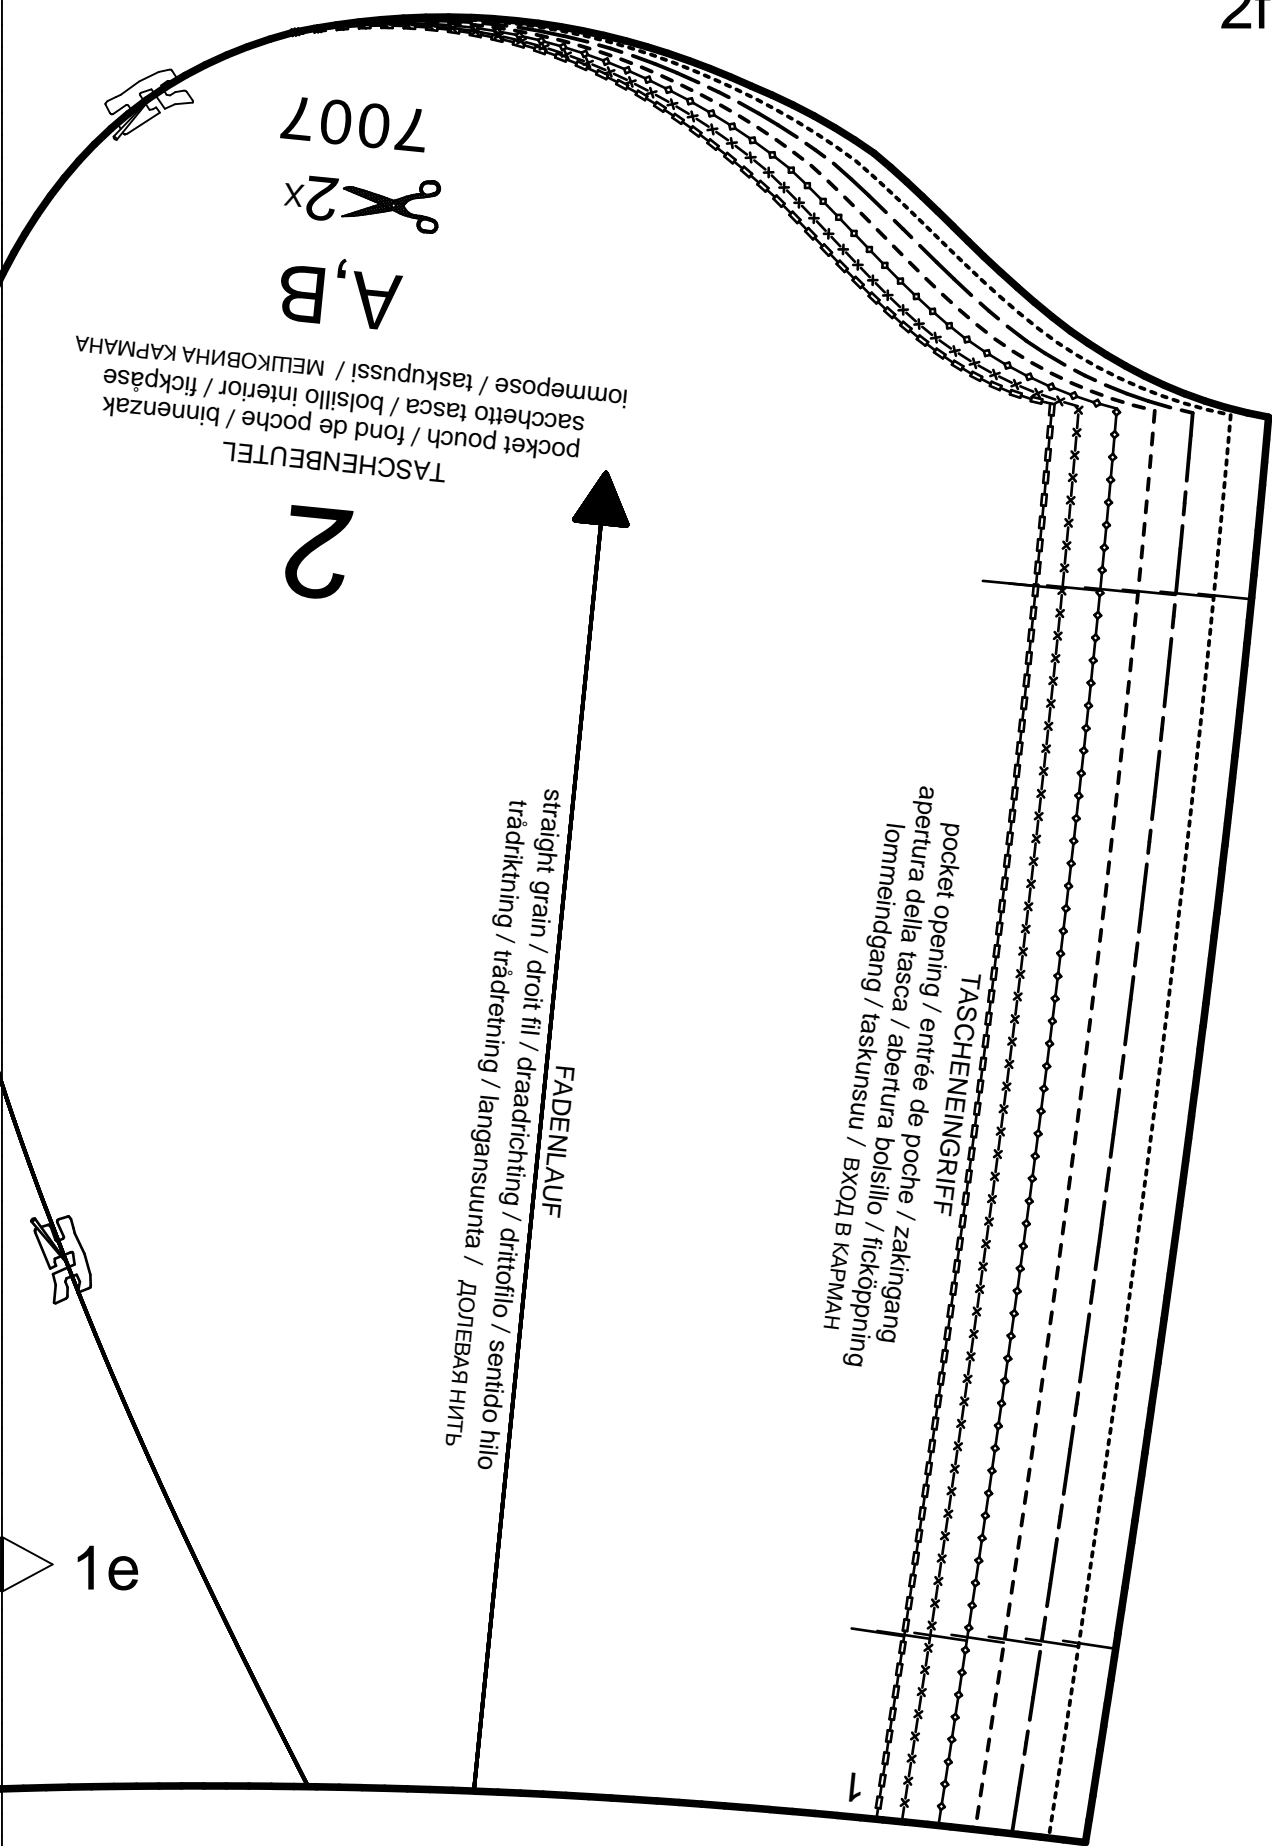 2f
7007
2x
A,B
2
TASCHENBEUTEL
pocket pouch / fond de poche / binnenzak
sacchetto tasca / bolsillo interior / fickpåse
lommepose / taskupussi / МЕШКОВИНА КАРМАНА
FADENLAUF
straight grain / droit fil / draadrichting / drittofilo / sentido hilo
trådriktning / trådretning / langansuunta / ДОЛЕВАЯ НИТЬ
TASCHENEINGRIFF
pocket opening / entrée de poche / zakingang
apertura della tasca / abertura bolsillo / ficköppning
lommeindgang / taskunsuu / ВХОД В КАРМАН
1e
1